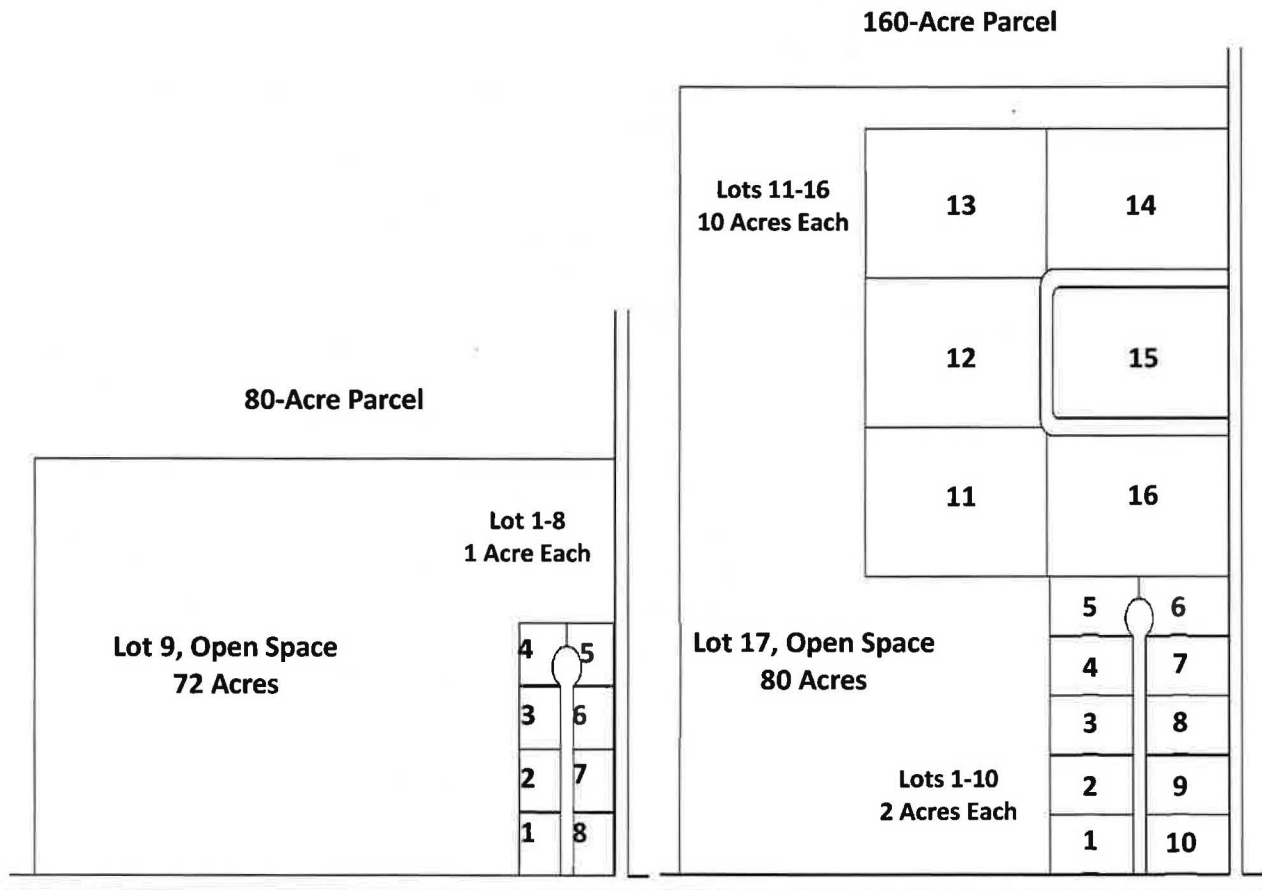 160-Acre Parcel
Lots 11-16
10 Acres Each
13
14
12
15
11
16
80-Acre Parcel
Lot 1-8
1 Acre Each
Lot 9, Open Space
72 Acres
4
5
3
6
2
7
1
8
Lot 17, Open Space
80 Acres
Lots 1-10
2 Acres Each
5
6
4
7
3
8
2
9
1
10